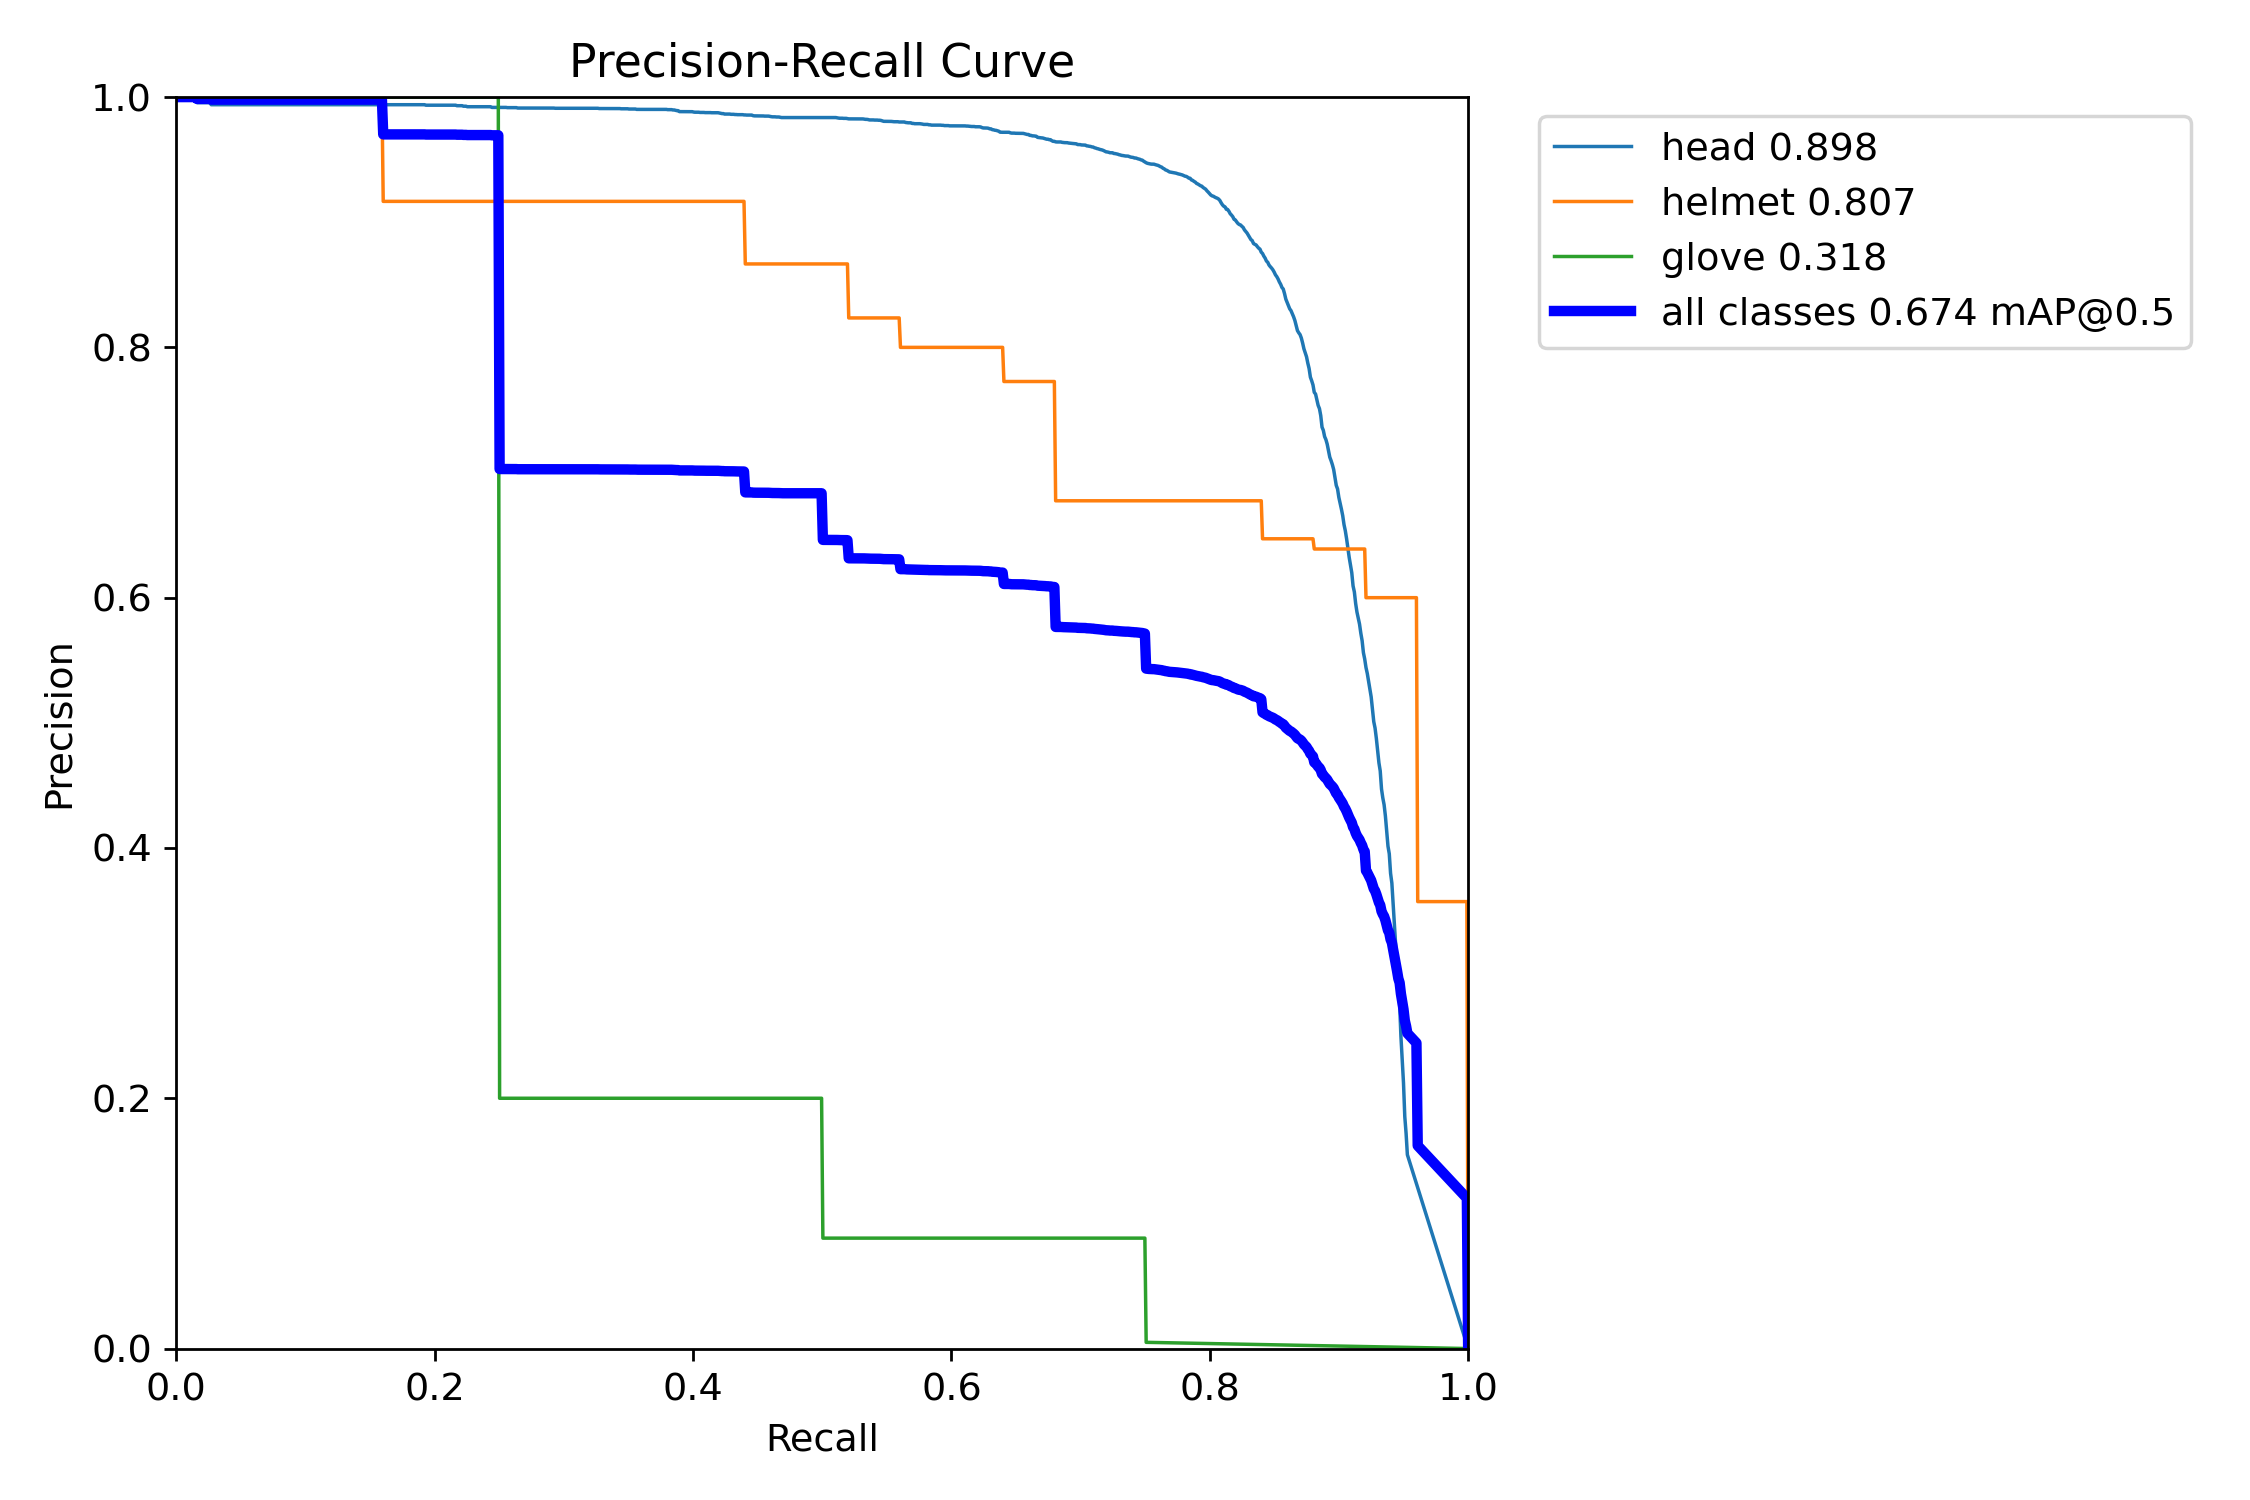 Precision-Recall Curve
1.0
0.8
0.6
0.4
0.2
0.0
Precision
0.0 0.2 0.4 0.6 0.8 1.0
Recall
head 0.898
helmet 0.807
glove 0.318
all classes 0.674 mAP@0.5